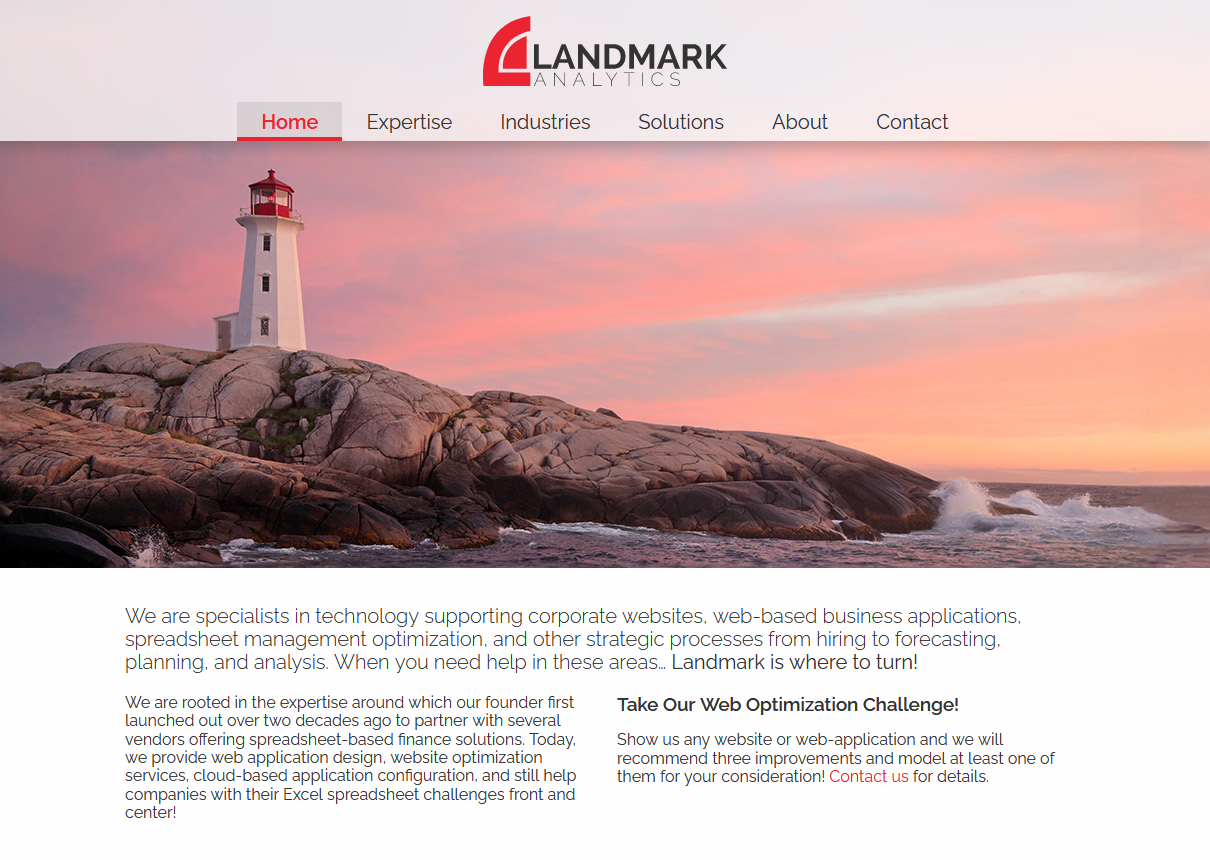 LANDMARK
ANALYTICS
Home Expertise Industries Solutions About Contact
We are specialists in technology supporting corporate websites, web-based business applications,
spreadsheet management optimization, and other strategic processes from hiring to forecasting,
planning, and analysis. When you need help in these areas… Landmark is where to turn!
We are rooted in the expertise around which our founder first
launched out over two decades ago to partner with several
vendors offering spreadsheet-based finance solutions. Today,
we provide web application design, website optimization
services, cloud-based application configuration, and still help
companies with their Excel spreadsheet challenges front and
center!
Take Our Web Optimization Challenge!
Show us any website or web-application and we will
recommend three improvements and model at least one of
them for your consideration! Contact us for details.